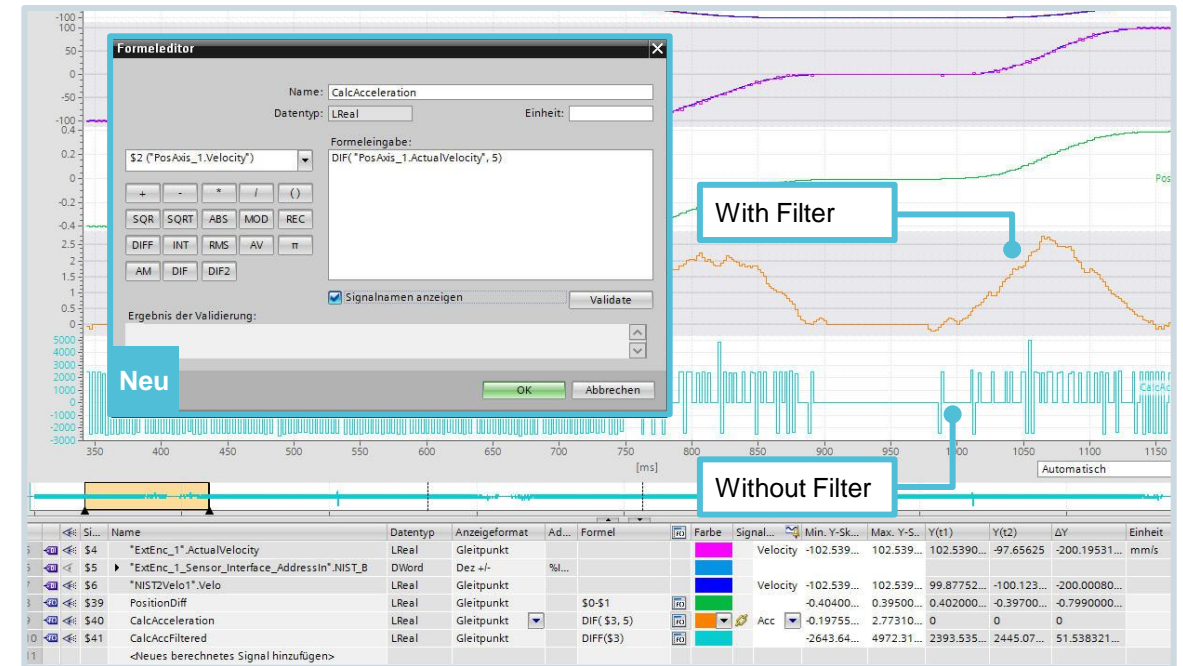 -100
100
50
0
-50
-100
0.4
0.2
0
-0.2
-0.4
2.5
2
1.5
1
0.5
0
5000
4000
3000
2000
1000
0
-1000
-2000
-3000
Formeleditor
Name: CalcAcceleration
Datentyp: LReal Einheit:
Formeleingabe:
$2 ("PosAxis_1.Velocity")
DIF( "PosAxis_1.ActualVelocity", 5)
+ - * / ()
SQR SQRT ABS MOD REC
DIFF INT RMS AV π
AM DIF DIF2
Signalnamen anzeigen Validate
Ergebnis der Validierung:
Neu
OK Abbrechen
With Filter
Without Filter
Pos
CalcAc
350 400 450 500 550 600 650 700 750 800 850 900 950 1000 1050 1100 1150
[ms]
Automatisch
Si... Name Datentyp Anzeigeformat Ad... Formel Farbe Signal... Min. Y-Sk... Max. Y-S... Y(t1) Y(t2) ΔY Einheit
$4 "ExtEnc_1".ActualVelocity LReal Gleitpunkt Velocity -102.539... 102.539... 102.5390... -97.65625 -200.19531... mm/s
$5 "ExtEnc_1_Sensor_Interface_AddressIn".NIST_B DWord Dez +/- %I...
$6 "NIST2Velo1".Velo LReal Gleitpunkt Velocity -102.539... 102.539... 99.87752... -100.123... -200.00080...
$39 PositionDiff LReal Gleitpunkt $0-$1 -0.40400... 0.39500... 0.402000... -0.39700... -0.7990000...
$40 CalcAcceleration LReal Gleitpunkt DIF( $3, 5) Acc -0.19755... 2.77310... 0 0 0
10 $41 CalcAccFiltered LReal Gleitpunkt DIFF($3) -2643.64... 4972.31... 2393.535... 2445.07... 51.538321...
11 <Neues berechnetes Signal hinzufügen>